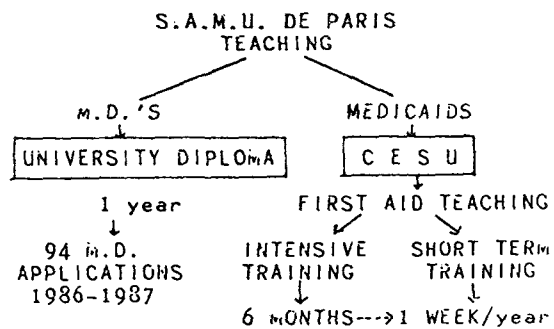 S.A.M.U. DE PARIS
TEACHING
M.D.'S
MEDICAIDS
UNIVERSITY DIPLOMA
C E S U
1 year
FIRST AID TEACHING
94 M.D.
APPLICATIONS
1986-1987
INTENSIVE
TRAINING
SHORT TERM
TRAINING
6 MONTHS--->1 WEEK/year